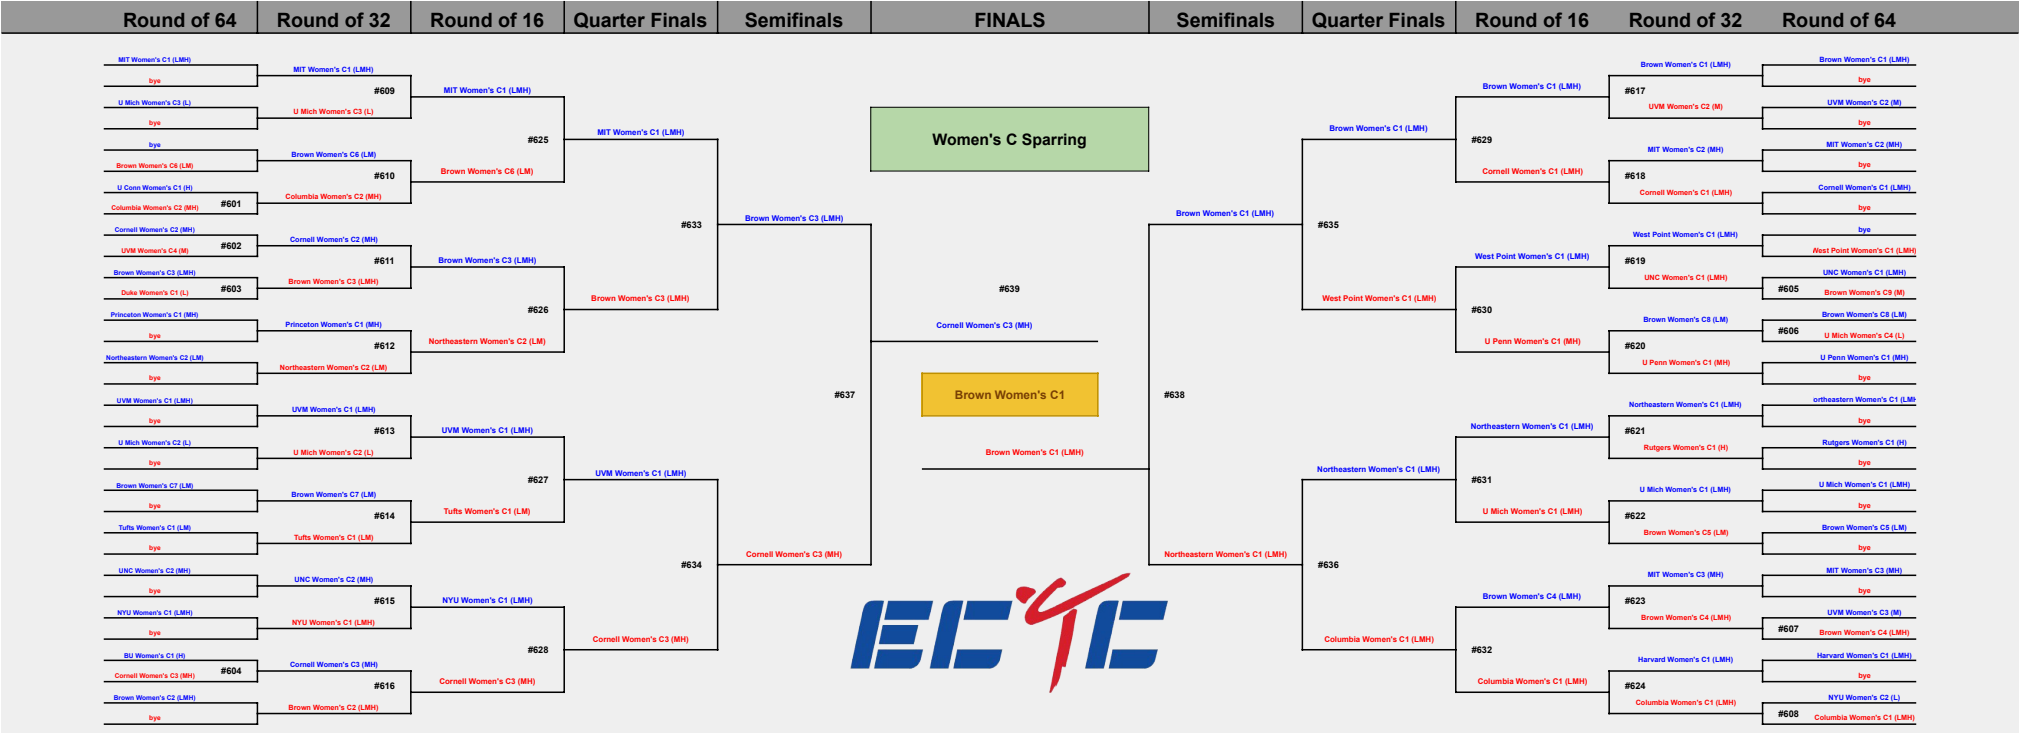 Round of 64
Round of 32
Round of 16
Quarter Finals
Semifinals
FINALS
Semifinals
Quarter Finals
Round of 16
Round of 32
Round of 64
MIT Women's C1 (LMH)
bye
U Mich Women's C3 (L)
bye
bye
Brown Women's C6 (LM)
U Conn Women's C1 (H)
#601
Columbia Women's C2 (MH)
Cornell Women's C2 (MH)
#602
UVM Women's C4 (M)
Brown Women's C3 (LMH)
#603
Duke Women's C1 (L)
Princeton Women's C1 (MH)
bye
Northeastern Women's C2 (LM)
bye
UVM Women's C1 (LMH)
bye
U Mich Women's C2 (L)
bye
Brown Women's C7 (LM)
bye
Tufts Women's C1 (LM)
bye
UNC Women's C2 (MH)
bye
NYU Women's C1 (LMH)
bye
BU Women's C1 (H)
#604
Cornell Women's C3 (MH)
Brown Women's C2 (LMH)
bye
MIT Women's C1 (LMH)
#609
U Mich Women's C3 (L)
Brown Women's C6 (LM)
#610
Columbia Women's C2 (MH)
Cornell Women's C2 (MH)
#611
Brown Women's C3 (LMH)
Princeton Women's C1 (MH)
#612
Northeastern Women's C2 (LM)
UVM Women's C1 (LMH)
#613
U Mich Women's C2 (L)
Brown Women's C7 (LM)
#614
Tufts Women's C1 (LM)
UNC Women's C2 (MH)
#615
NYU Women's C1 (LMH)
Cornell Women's C3 (MH)
#616
Brown Women's C2 (LMH)
MIT Women's C1 (LMH)
#625
Brown Women's C6 (LM)
Brown Women's C3 (LMH)
#626
Northeastern Women's C2 (LM)
UVM Women's C1 (LMH)
#627
Tufts Women's C1 (LM)
NYU Women's C1 (LMH)
#628
Cornell Women's C3 (MH)
MIT Women's C1 (LMH)
#633
Brown Women's C3 (LMH)
UVM Women's C1 (LMH)
#634
Cornell Women's C3 (MH)
Brown Women's C3 (LMH)
#637
Cornell Women's C3 (MH)
Women's C Sparring
#639
Cornell Women's C3 (MH)
Brown Women's C1
Brown Women's C1 (LMH)
ECTC
Brown Women's C1 (LMH)
#638
Northeastern Women's C1 (LMH)
Brown Women's C1 (LMH)
#635
West Point Women's C1 (LMH)
Northeastern Women's C1 (LMH)
#636
Columbia Women's C1 (LMH)
Brown Women's C1 (LMH)
#629
Cornell Women's C1 (LMH)
West Point Women's C1 (LMH)
#630
U Penn Women's C1 (MH)
Northeastern Women's C1 (LMH)
#631
U Mich Women's C1 (LMH)
Brown Women's C4 (LMH)
#632
Columbia Women's C1 (LMH)
Brown Women's C1 (LMH)
#617
UVM Women's C2 (M)
MIT Women's C2 (MH)
#618
Cornell Women's C1 (LMH)
West Point Women's C1 (LMH)
#619
UNC Women's C1 (LMH)
Brown Women's C8 (LM)
#620
U Penn Women's C1 (MH)
Northeastern Women's C1 (LMH)
#621
Rutgers Women's C1 (H)
U Mich Women's C1 (LMH)
#622
Brown Women's C5 (LM)
MIT Women's C3 (MH)
#623
Brown Women's C4 (LMH)
Harvard Women's C1 (LMH)
#624
Columbia Women's C1 (LMH)
Brown Women's C1 (LMH)
bye
UVM Women's C2 (M)
bye
MIT Women's C2 (MH)
bye
Cornell Women's C1 (LMH)
bye
bye
West Point Women's C1 (LMH)
UNC Women's C1 (LMH)
#605
Brown Women's C9 (M)
Brown Women's C8 (LM)
#606
U Mich Women's C4 (L)
U Penn Women's C1 (MH)
bye
ortheastern Women's C1 (LMH
bye
Rutgers Women's C1 (H)
bye
U Mich Women's C1 (LMH)
bye
Brown Women's C5 (LM)
bye
MIT Women's C3 (MH)
bye
UVM Women's C3 (M)
#607
Brown Women's C4 (LMH)
Harvard Women's C1 (LMH)
bye
NYU Women's C2 (L)
#608
Columbia Women's C1 (LMH)